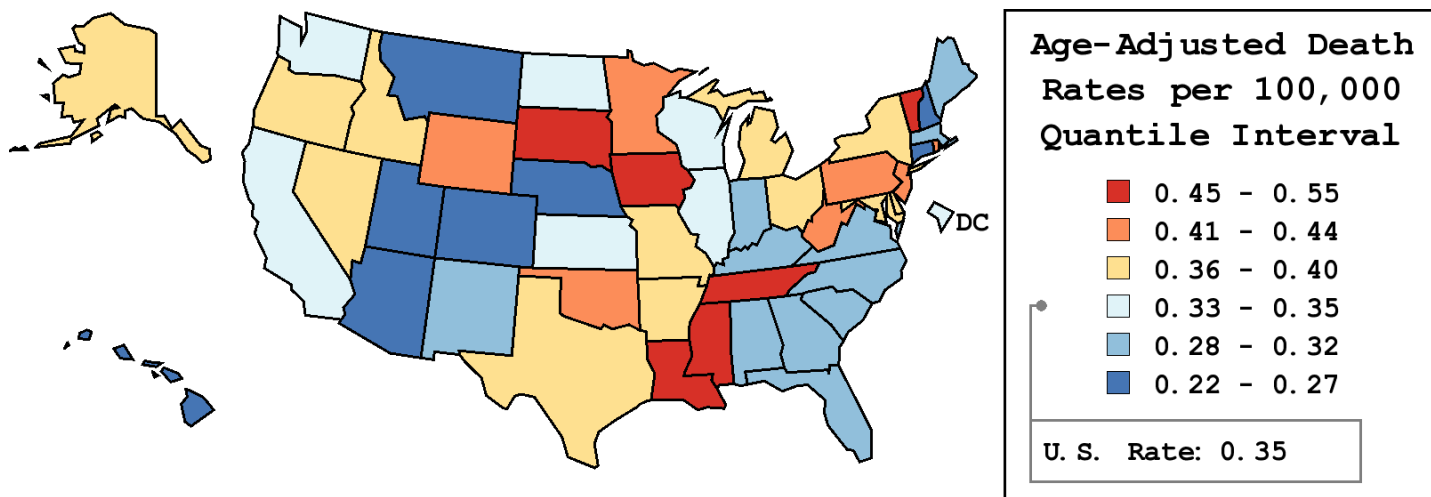 Age-Adjusted Death
Rates per 100,000
Quantile Interval
0.45 - 0.55
0.41 - 0.44
0.36 - 0.40
0.33 - 0.35
0.28 - 0.32
0.22 - 0.27
U.S. Rate: 0.35
DC